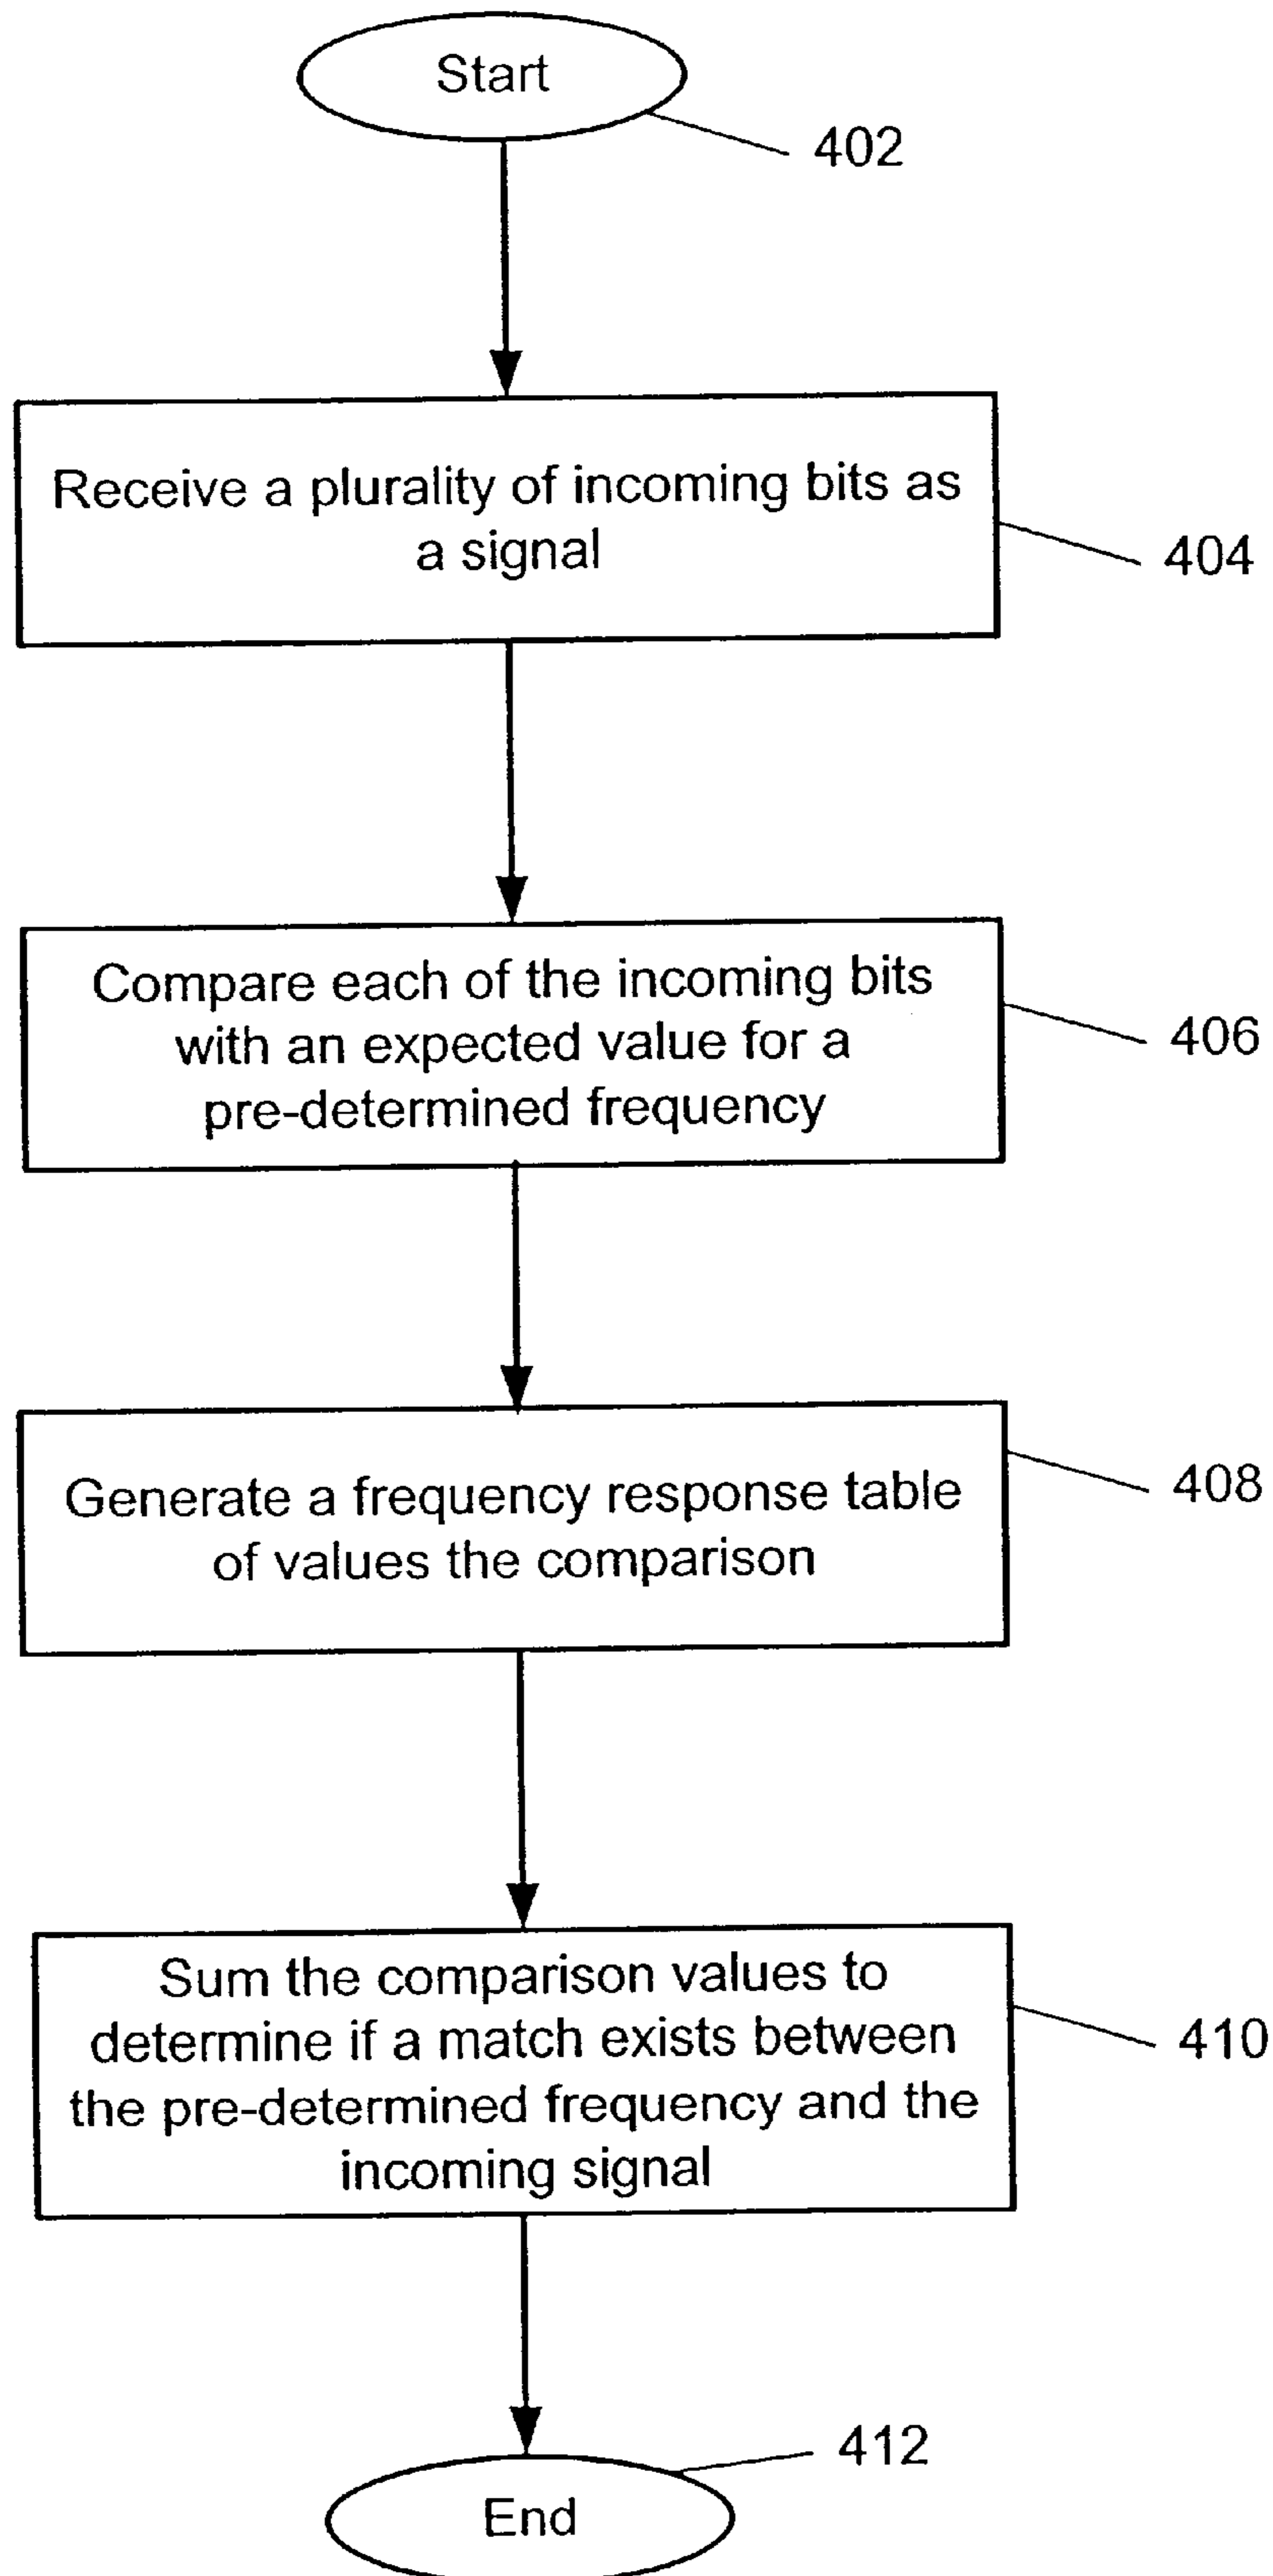 Start
402
Receive a plurality of incoming bits as
a signal
404
Compare each of the incoming bits
with an expected value for a
pre-determined frequency
406
Generate a frequency response table
of values the comparison
408
Sum the comparison values to
determine if a match exists between
the pre-determined frequency and the
incoming signal
410
412
End